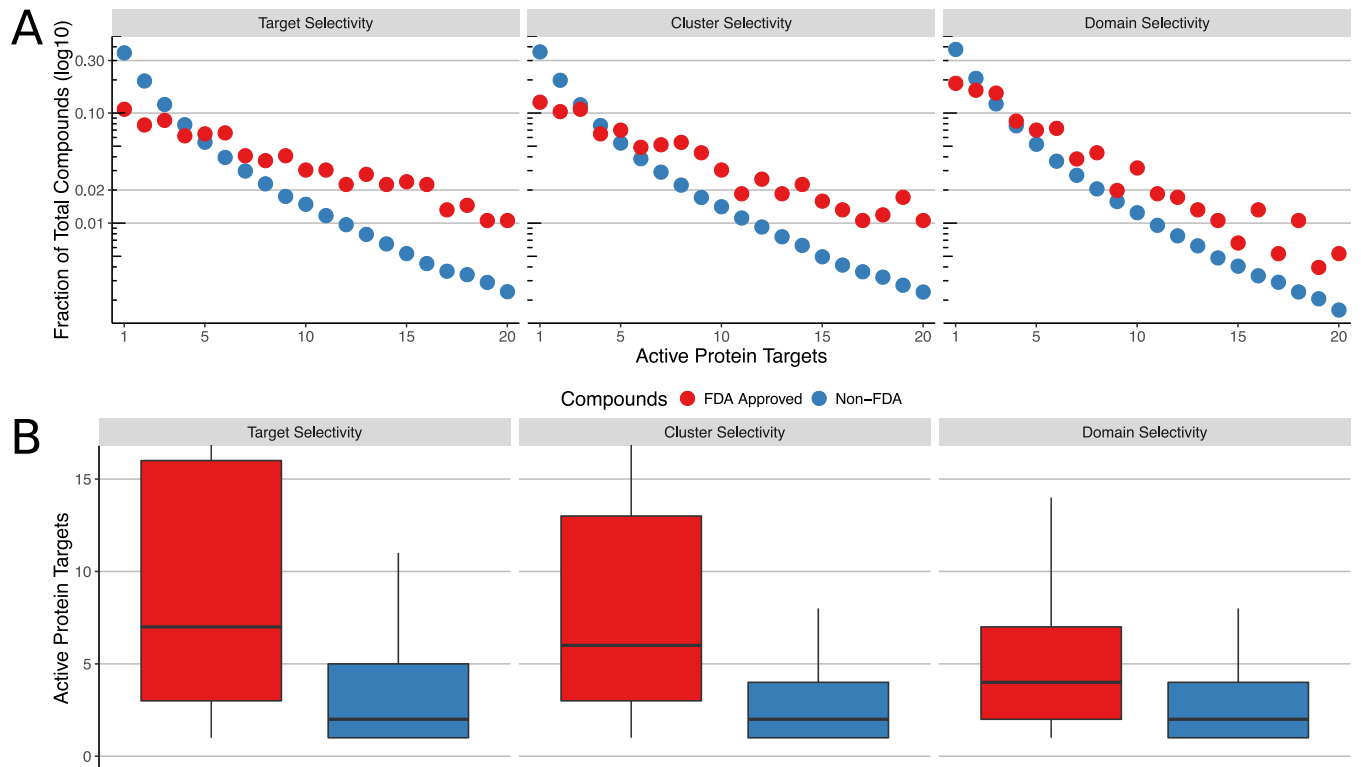 A
Target Selectivity Cluster Selectivity Domain Selectivity
Fraction of Total Compounds (log10)
0.30
0.10
0.02
0.01
1 5 10 15 20 1 5 10 15 20 1 5 10 15 20
Active Protein Targets
Compounds FDA Approved Non−FDA
B
Target Selectivity Cluster Selectivity Domain Selectivity
Active Protein Targets
15
10
5
0